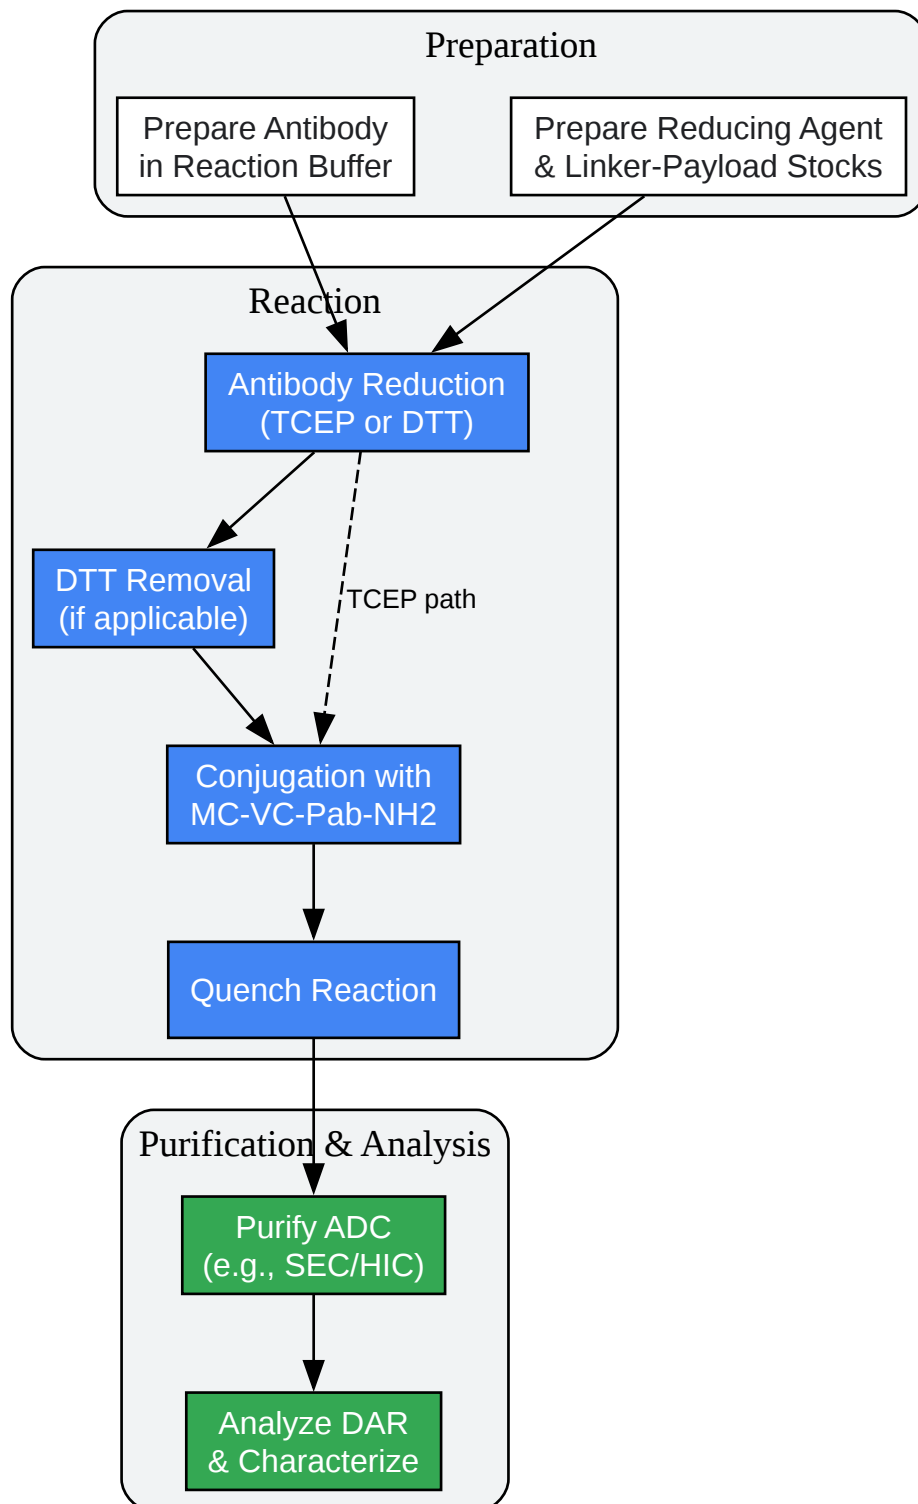 Preparation
Prepare Antibody
in Reaction Buffer
Prepare Reducing Agent
& Linker-Payload Stocks
Reaction
Antibody Reduction
(TCEP or DTT)
DTT Removal
(if applicable)
TCEP path
Conjugation with
MC-VC-Pab-NH2
Quench Reaction
Purification & Analysis
Purify ADC
(e.g., SEC/HIC)
Analyze DAR
& Characterize